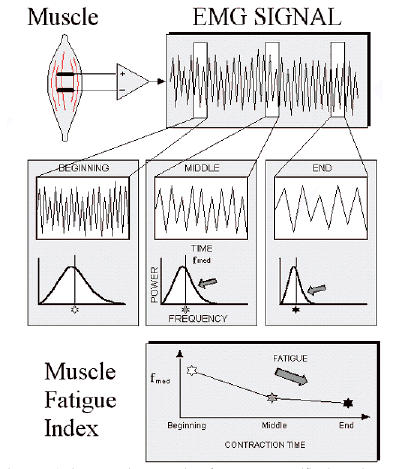 Muscle
EMG SIGNAL
+
−
BEGINNING
MIDDLE
END
TIME
fmed
POWER
FREQUENCY
Muscle
Fatigue
Index
fmed
FATIGUE
Beginning
Middle
End
CONTRACTION TIME